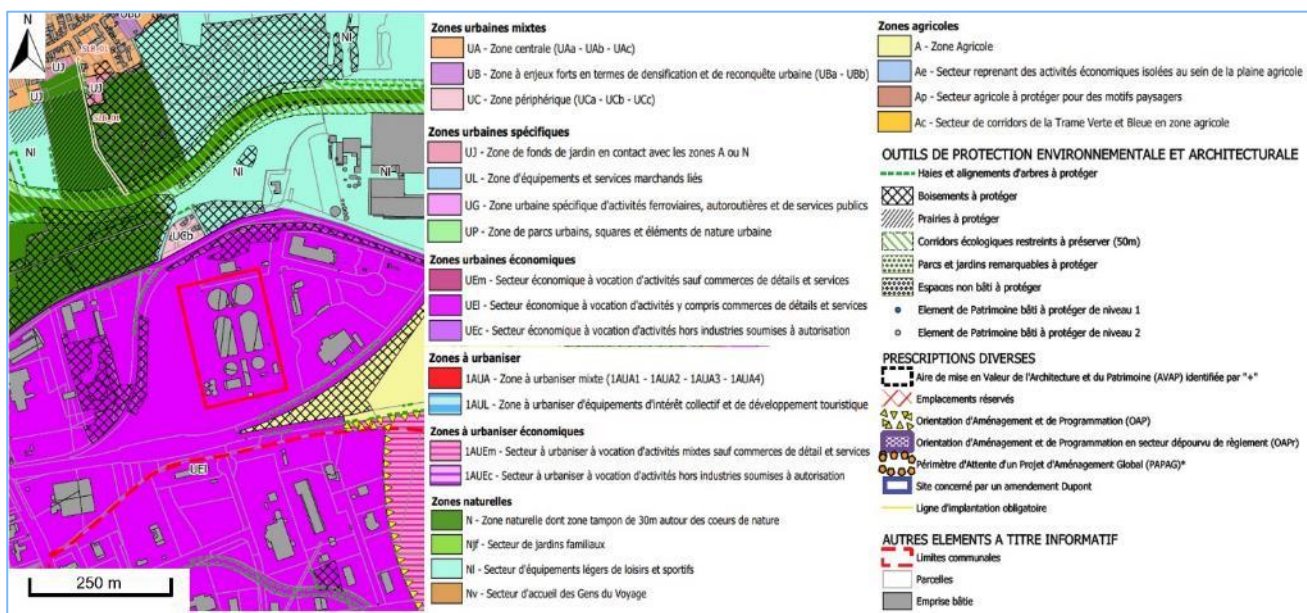 N
UBb
SLR_01
UJ
UJ
UJ
SLR_01
NI
NI
NI
NI
UCb
UEI
250 m
Zones urbaines mixtes
UA - Zone centrale (UAa - UAb - UAc)
UB - Zone à enjeux forts en termes de densification et de reconquête urbaine (UBa - UBb)
UC - Zone périphérique (UCa - UCb - UCc)
Zones urbaines spécifiques
UJ - Zone de fonds de jardin en contact avec les zones A ou N
UL - Zone d'équipements et services marchands liés
UG - Zone urbaine spécifique d'activités ferroviaires, autoroutières et de services publics
UP - Zone de parcs urbains, squares et éléments de nature urbaine
Zones urbaines économiques
UEm - Secteur économique à vocation d'activités sauf commerces de détails et services
UEI - Secteur économique à vocation d'activités y compris commerces de détails et services
UEc - Secteur économique à vocation d'activités hors industries soumises à autorisation
Zones à urbaniser
1AUA - Zone à urbaniser mixte (1AUA1 - 1AUA2 - 1AUA3 - 1AUA4)
1AUL - Zone à urbaniser d'équipements d'intérêt collectif et de développement touristique
Zones à urbaniser économiques
1AUEm - Secteur à urbaniser à vocation d'activités mixtes sauf commerces de détail et services
1AUEc - Secteur à urbaniser à vocation d'activités hors industries soumises à autorisation
Zones naturelles
N - Zone naturelle dont zone tampon de 30m autour des coeurs de nature
Njf - Secteur de jardins familiaux
Nl - Secteur d'équipements légers de loisirs et sportifs
Nv - Secteur d'accueil des Gens du Voyage
Zones agricoles
A - Zone Agricole
Ae - Secteur reprenant des activités économiques isolées au sein de la plaine agricole
Ap - Secteur agricole à protéger pour des motifs paysagers
Ac - Secteur de corridors de la Trame Verte et Bleue en zone agricole
OUTILS DE PROTECTION ENVIRONNEMENTALE ET ARCHITECTURALE
Haies et alignements d'arbres à protéger
Boisements à protéger
Prairies à protéger
Corridors écologiques restreints à préserver (50m)
Parcs et jardins remarquables à protéger
Espaces non bâti à protéger
Element de Patrimoine bâti à protéger de niveau 1
Element de Patrimoine bâti à protéger de niveau 2
PRESCRIPTIONS DIVERSES
Aire de mise en Valeur de l'Architecture et du Patrimoine (AVAP) identifiée par "+"
Emplacements réservés
Orientation d'Aménagement et de Programmation (OAP)
Orientation d'Aménagement et de Programmation en secteur dépourvu de règlement (OAPr)
Périmètre d'Attente d'un Projet d'Aménagement Global (PAPAG)*
Site concerné par un amendement Dupont
Ligne d'implantation obligatoire
AUTRES ELEMENTS A TITRE INFORMATIF
Limites communales
Parcelles
Emprise bâtie